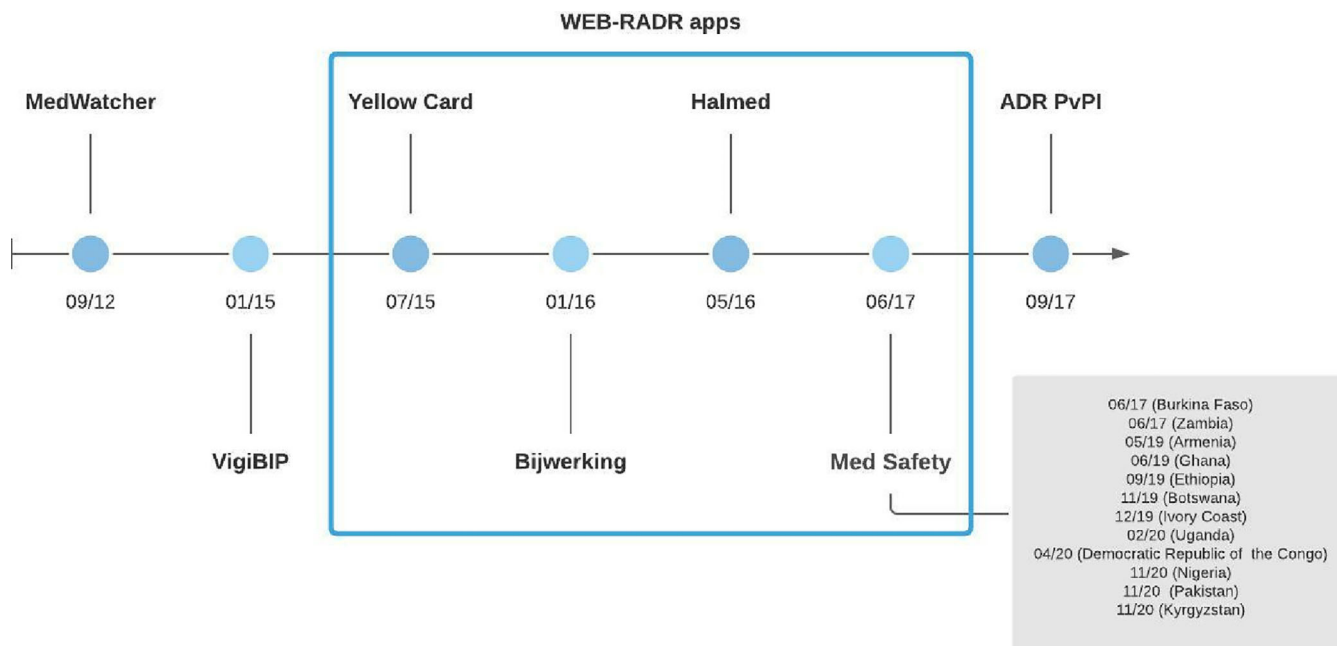 WEB-RADR apps
MedWatcher
Yellow Card
Halmed
ADR PvPI
09/12
01/15
07/15
01/16
05/16
06/17
09/17
VigiBIP
Bijwerking
Med Safety
06/17 (Burkina Faso)
06/17 (Zambia)
05/19 (Armenia)
06/19 (Ghana)
09/19 (Ethiopia)
11/19 (Botswana)
12/19 (Ivory Coast)
02/20 (Uganda)
04/20 (Democratic Republic of the Congo)
11/20 (Nigeria)
11/20 (Pakistan)
11/20 (Kyrgyzstan)